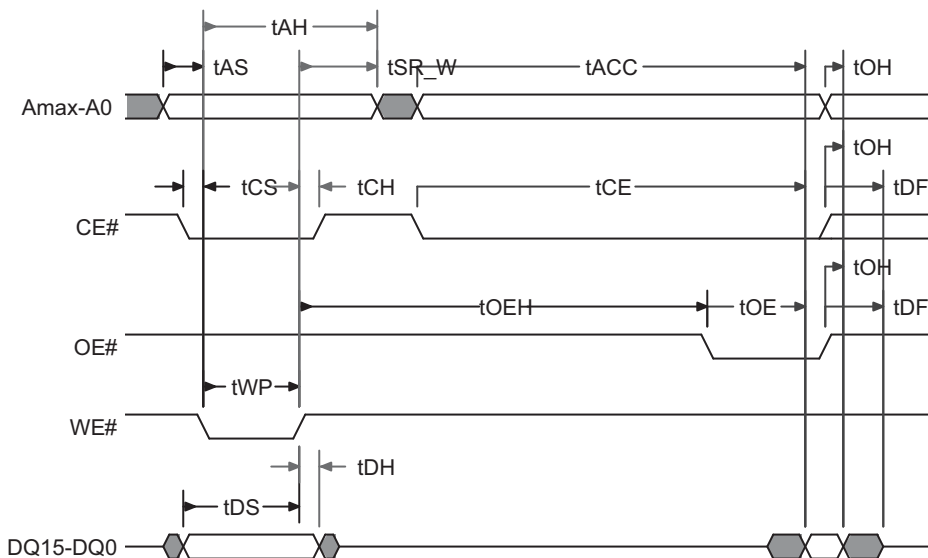 tAH
tAS tSR_W tACC tOH
Amax-A0
tOH
tCS tCH tCE tDF
CE#
tOH
tOEH tOE tDF
OE#
tWP
WE#
tDH
tDS
DQ15-DQ0